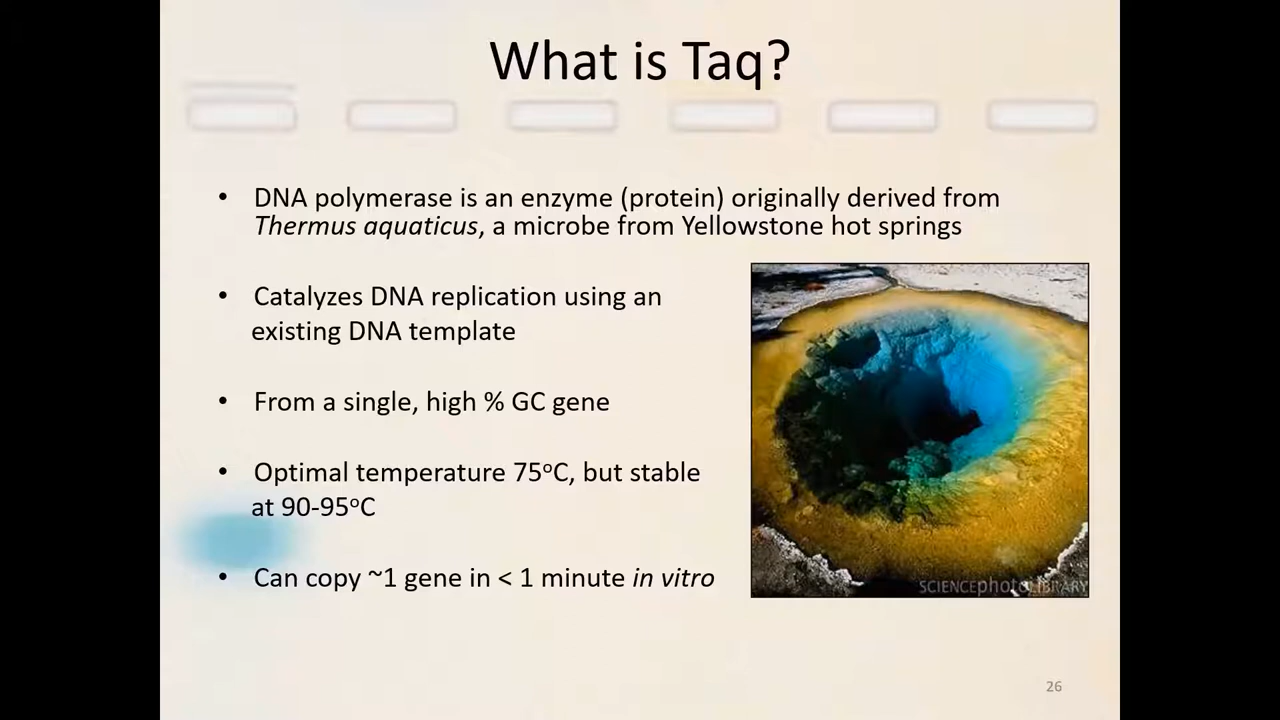 What is Taq?
• DNA polymerase is an enzyme (protein) originally derived from
Thermus aquaticus, a microbe from Yellowstone hot springs
• Catalyzes DNA replication using an
existing DNA template
• From a single, high % GC gene
• Optimal temperature 75°C, but stable
at 90-95°C
• Can copy ~1 gene in < 1 minute in vitro
SCIENCEphotoLIBRARY
26